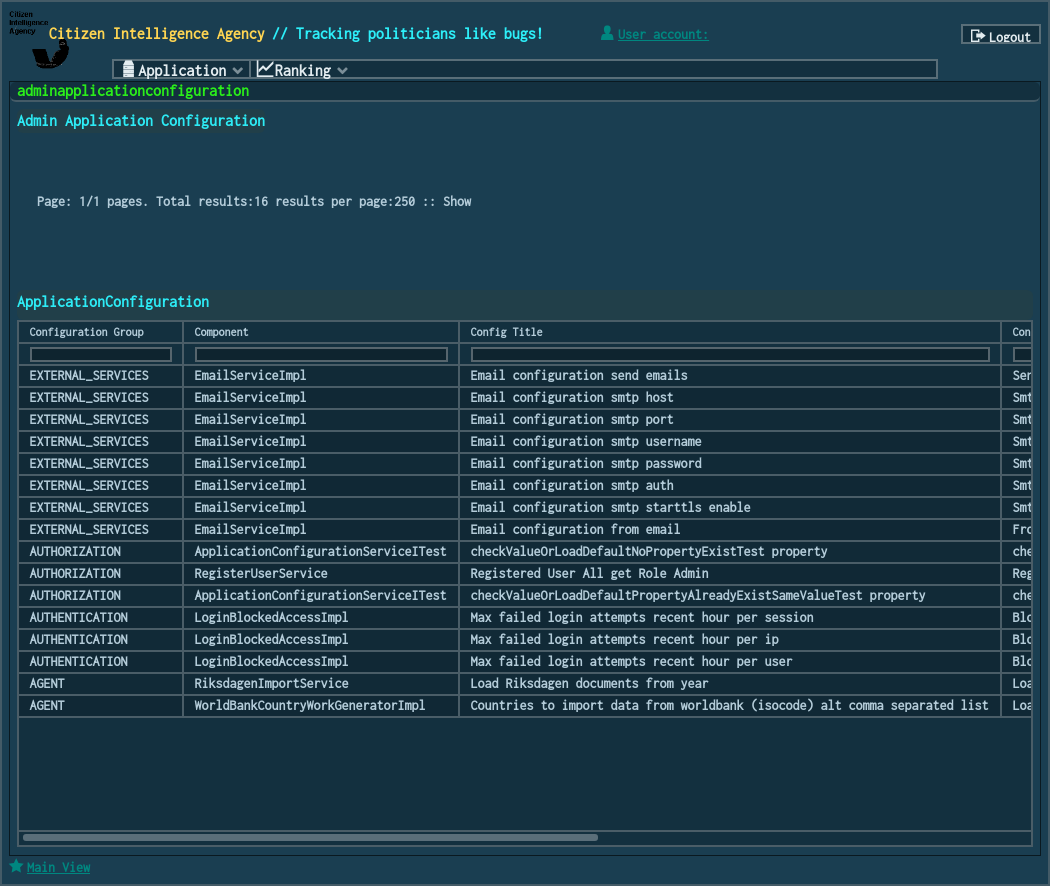 Citizen
Intelligence
Agency
Citizen Intelligence Agency // Tracking politicians like bugs!
User account:
Logout
Application
Ranking
adminapplicationconfiguration
Admin Application Configuration
Page: 1/1 pages. Total results:16 results per page:250 :: Show
ApplicationConfiguration
Configuration Group Component Config Title Con
EXTERNAL_SERVICES EmailServiceImpl Email configuration send emails Ser
EXTERNAL_SERVICES EmailServiceImpl Email configuration smtp host Smt
EXTERNAL_SERVICES EmailServiceImpl Email configuration smtp port Smt
EXTERNAL_SERVICES EmailServiceImpl Email configuration smtp username Smt
EXTERNAL_SERVICES EmailServiceImpl Email configuration smtp password Smt
EXTERNAL_SERVICES EmailServiceImpl Email configuration smtp auth Smt
EXTERNAL_SERVICES EmailServiceImpl Email configuration smtp starttls enable Smt
EXTERNAL_SERVICES EmailServiceImpl Email configuration from email Fro
AUTHORIZATION ApplicationConfigurationServiceITest checkValueOrLoadDefaultNoPropertyExistTest property che
AUTHORIZATION RegisterUserService Registered User All get Role Admin Reg
AUTHORIZATION ApplicationConfigurationServiceITest checkValueOrLoadDefaultPropertyAlreadyExistSameValueTest property che
AUTHENTICATION LoginBlockedAccessImpl Max failed login attempts recent hour per session Blo
AUTHENTICATION LoginBlockedAccessImpl Max failed login attempts recent hour per ip Blo
AUTHENTICATION LoginBlockedAccessImpl Max failed login attempts recent hour per user Blo
AGENT RiksdagenImportService Load Riksdagen documents from year Loa
AGENT WorldBankCountryWorkGeneratorImpl Countries to import data from worldbank (isocode) alt comma separated list Loa
Main View